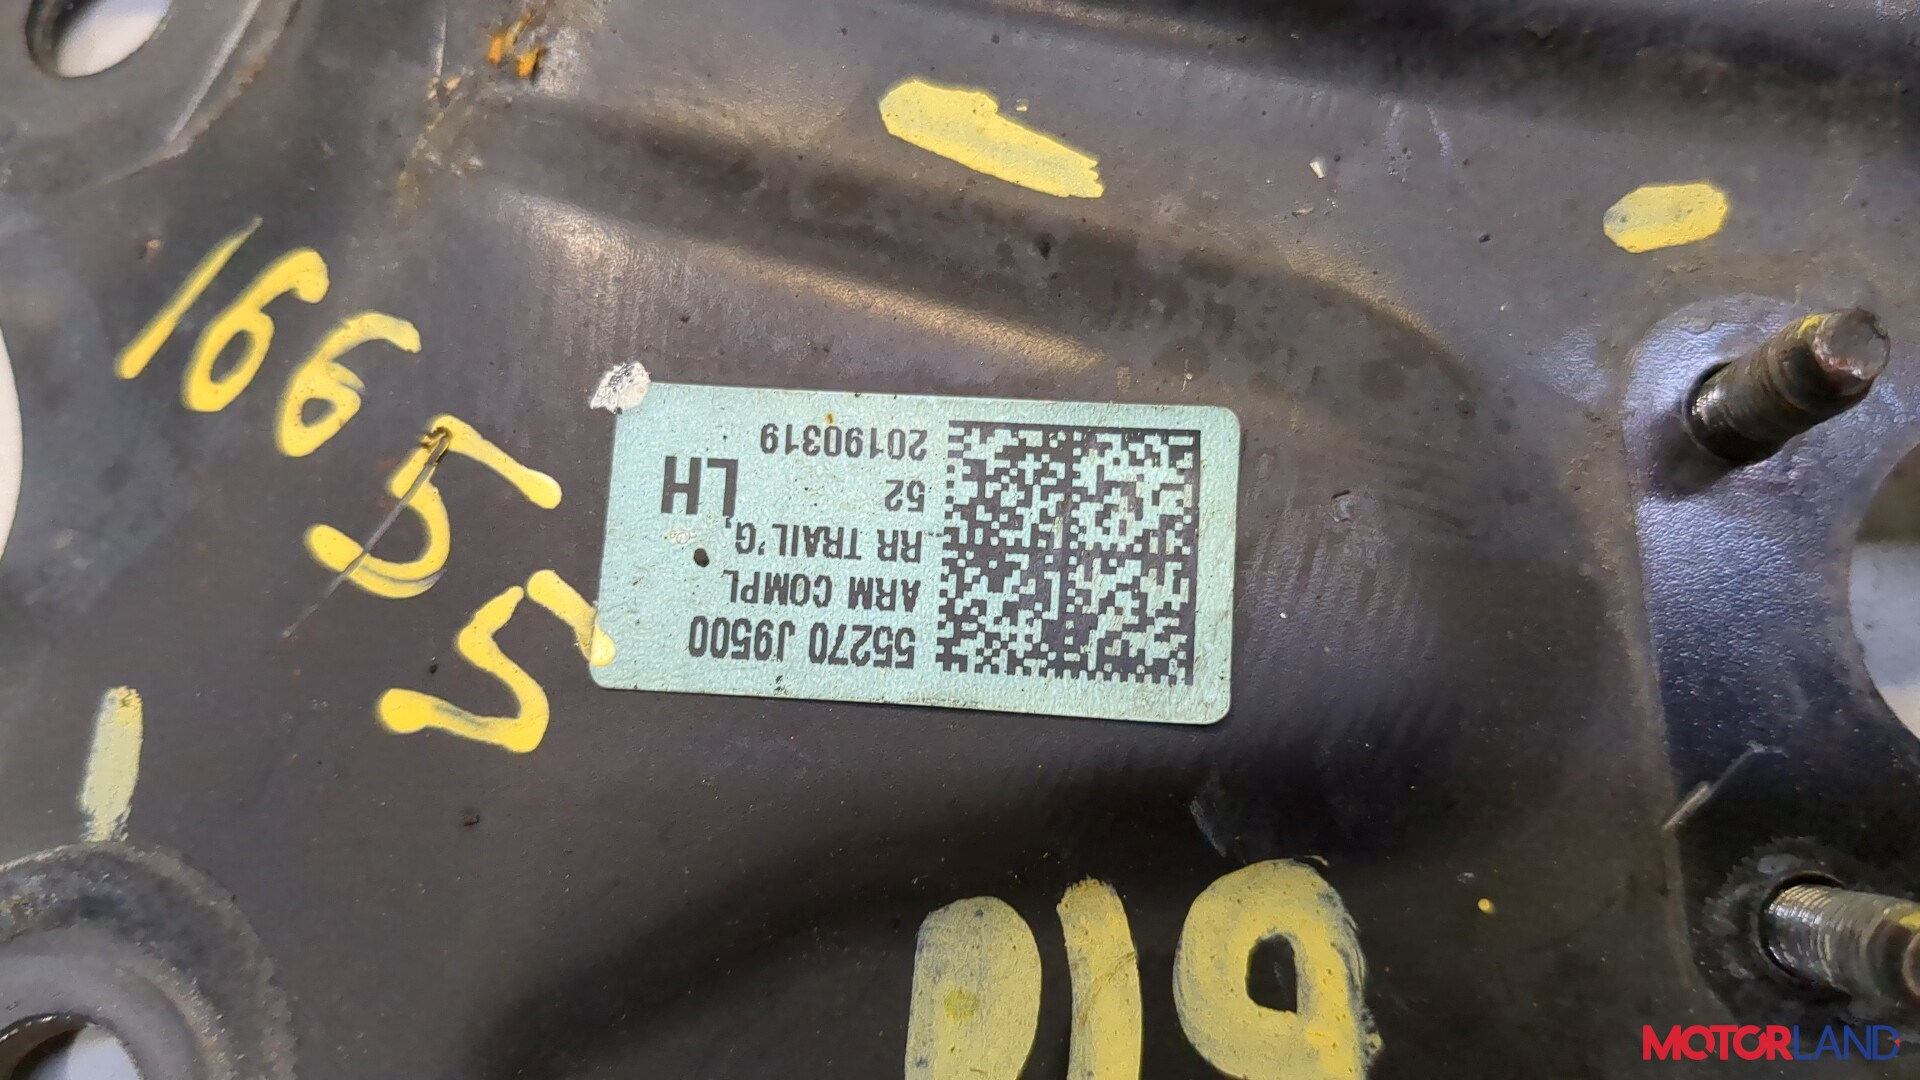 16655
55270 J9500
ARM COMPL
RR TRAIL'G,
52 LH
20190319
MOTORLAND